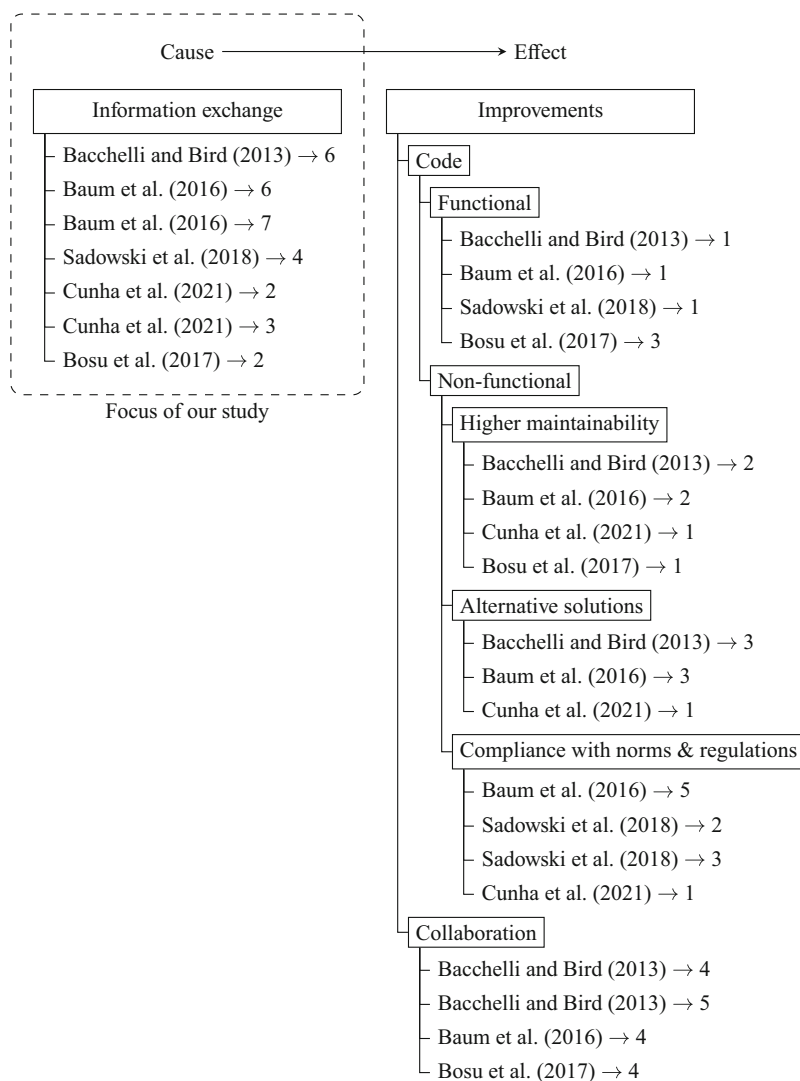 Cause
Effect
Information exchange
Bacchelli and Bird (2013) → 6
Baum et al. (2016) → 6
Baum et al. (2016) → 7
Sadowski et al. (2018) → 4
Cunha et al. (2021) → 2
Cunha et al. (2021) → 3
Bosu et al. (2017) → 2
Focus of our study
Improvements
Code
Functional
Bacchelli and Bird (2013) → 1
Baum et al. (2016) → 1
Sadowski et al. (2018) → 1
Bosu et al. (2017) → 3
Non-functional
Higher maintainability
Bacchelli and Bird (2013) → 2
Baum et al. (2016) → 2
Cunha et al. (2021) → 1
Bosu et al. (2017) → 1
Alternative solutions
Bacchelli and Bird (2013) → 3
Baum et al. (2016) → 3
Cunha et al. (2021) → 1
Compliance with norms & regulations
Baum et al. (2016) → 5
Sadowski et al. (2018) → 2
Sadowski et al. (2018) → 3
Cunha et al. (2021) → 1
Collaboration
Bacchelli and Bird (2013) → 4
Bacchelli and Bird (2013) → 5
Baum et al. (2016) → 4
Bosu et al. (2017) → 4